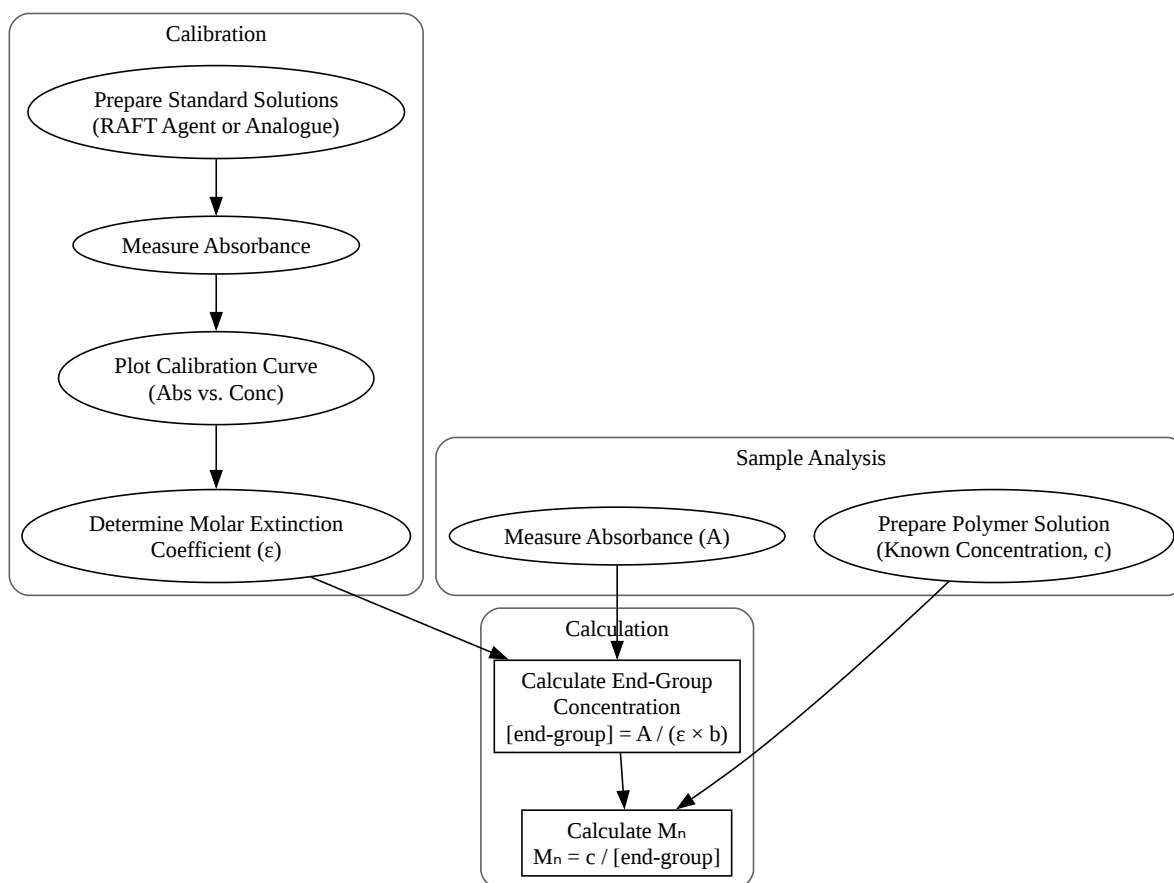 Calibration
Prepare Standard Solutions
(RAFT Agent or Analogue)
Measure Absorbance
Plot Calibration Curve
(Abs vs. Conc)
Determine Molar Extinction
Coefficient (ε)
Sample Analysis
Measure Absorbance (A)
Prepare Polymer Solution
(Known Concentration, c)
Calculation
Calculate End-Group
Concentration
[end-group] = A / (ε × b)
Calculate Mₙ
Mₙ = c / [end-group]